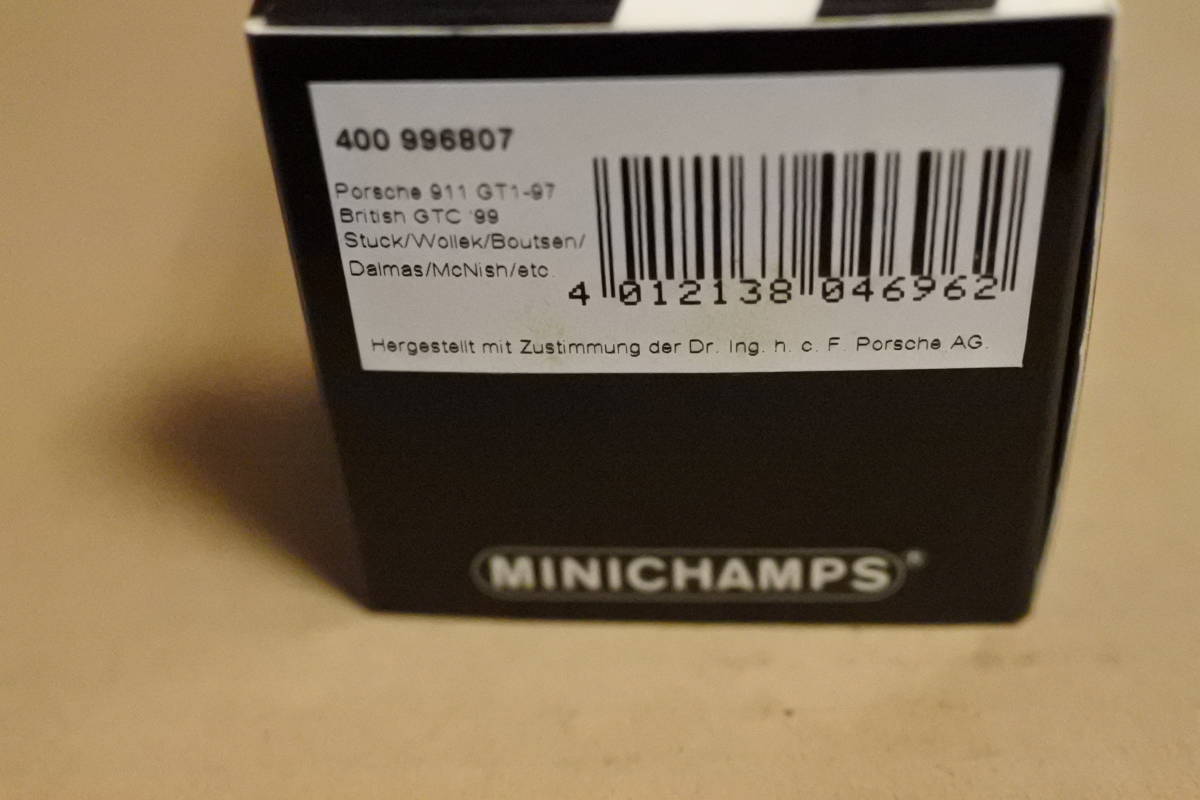 400 996807
Porsche 911 GT1-97
British GTC '99
Stuck/Wollek/Boutsen/
Dalmas/McNish/etc.
4 012138 046962
Hergestellt mit Zustimmung der Dr. Ing. h. c. F. Porsche AG.
MINICHAMPS®